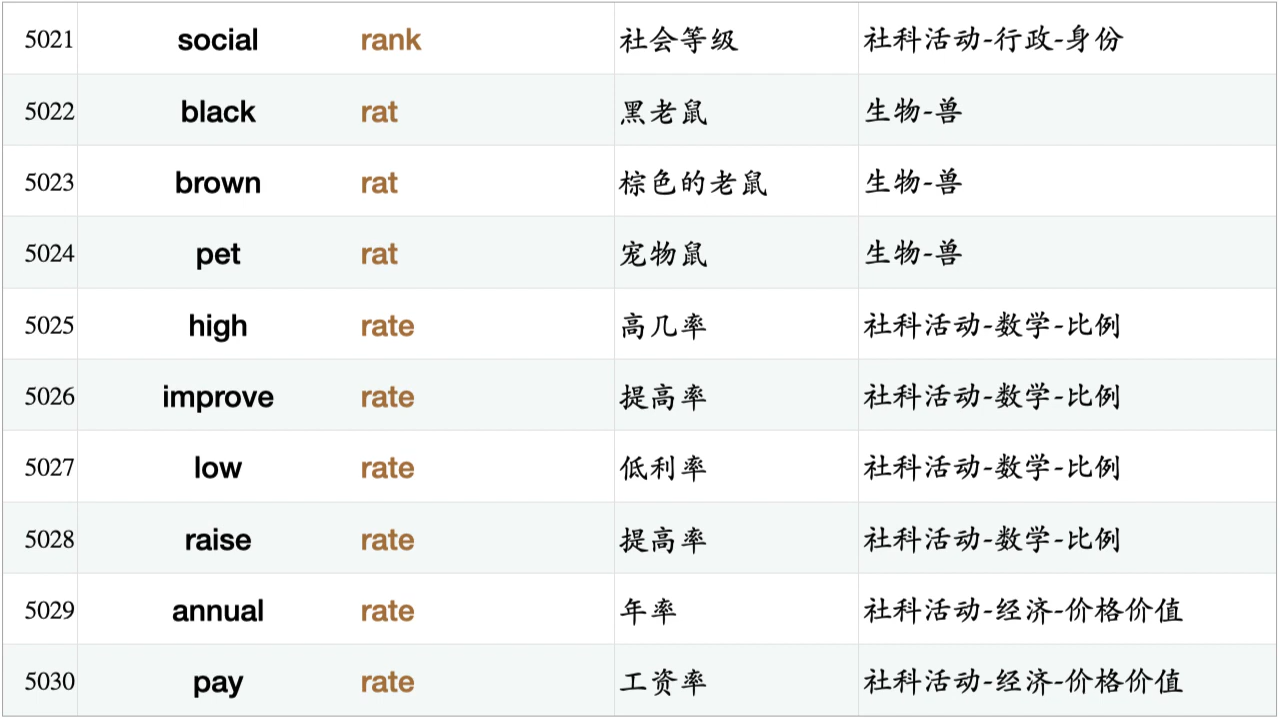 5021 social rank 社会等级 社科活动-行政-身份
5022 black rat 黑老鼠 生物-兽
5023 brown rat 棕色的老鼠 生物-兽
5024 pet rat 宠物鼠 生物-兽
5025 high rate 高几率 社科活动-数学-比例
5026 improve rate 提高率 社科活动-数学-比例
5027 low rate 低利率 社科活动-数学-比例
5028 raise rate 提高率 社科活动-数学-比例
5029 annual rate 年率 社科活动-经济-价格价值
5030 pay rate 工资率 社科活动-经济-价格价值